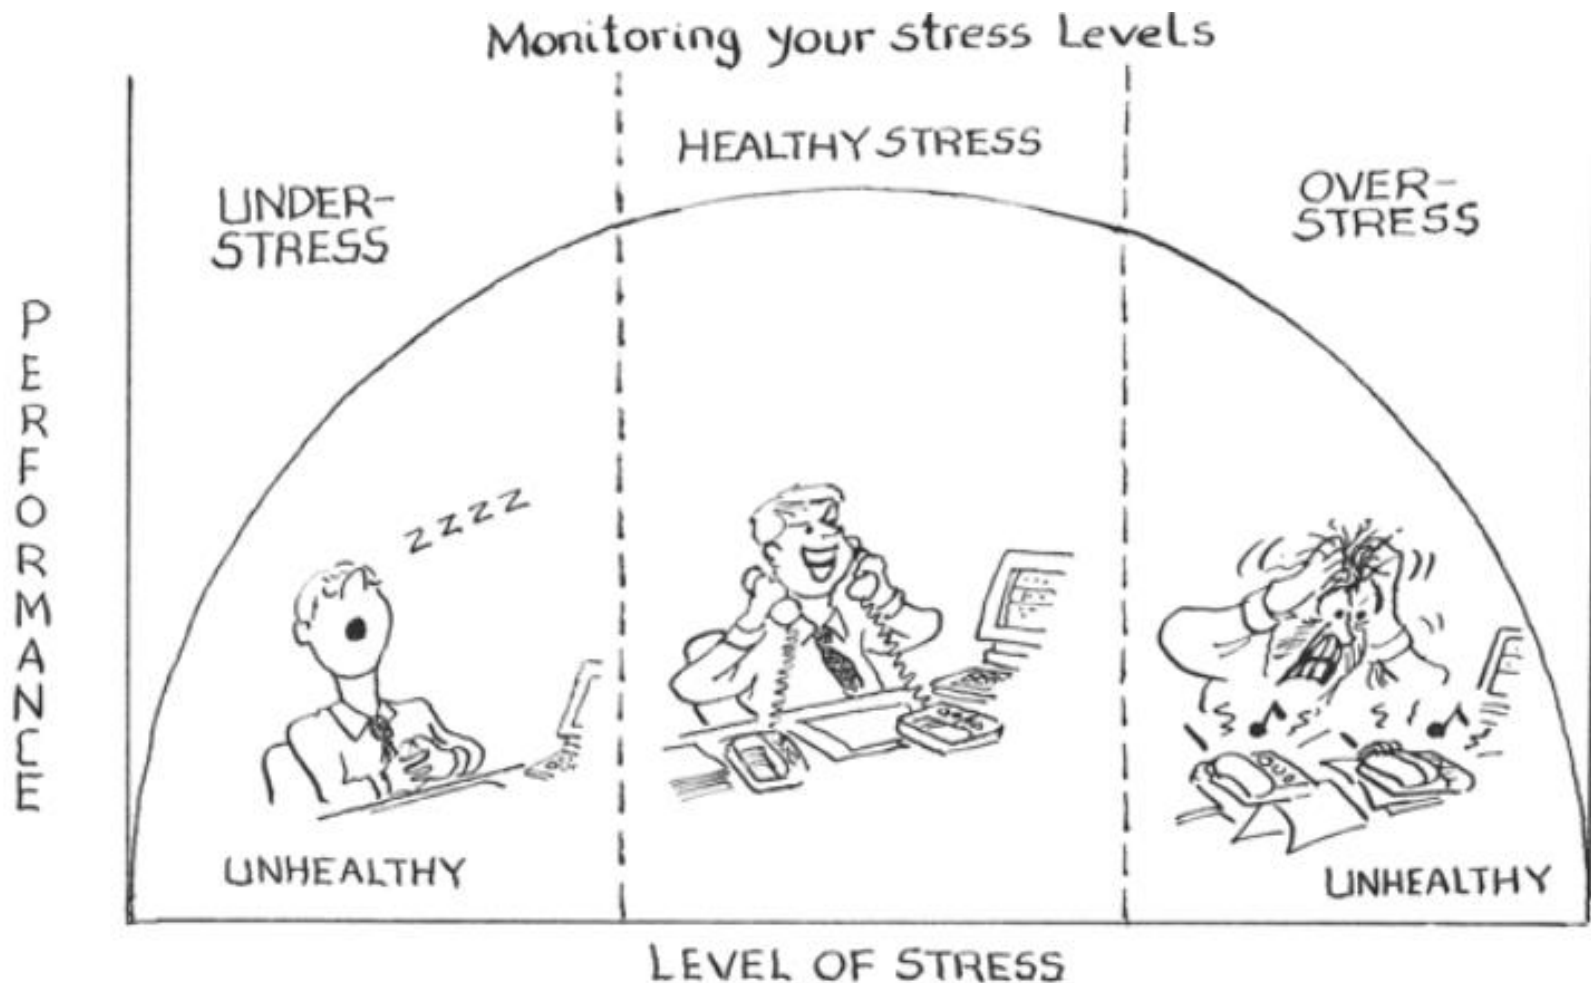 Monitoring your stress Levels
HEALTHY STRESS
UNDER-
STRESS
OVER-
STRESS
PERFORMANCE
zzzz
UNHEALTHY
UNHEALTHY
LEVEL OF STRESS